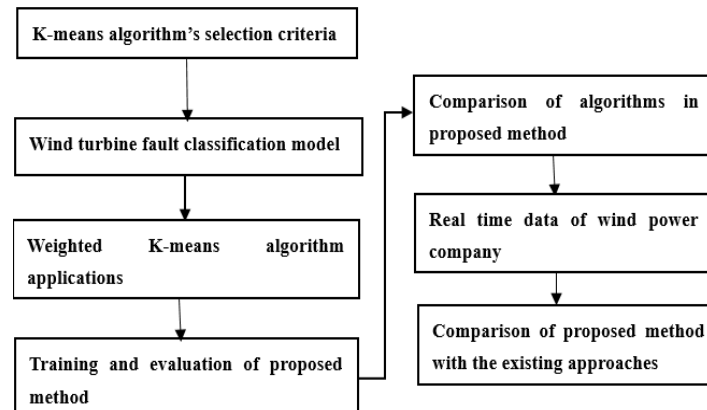 K-means algorithm's selection criteria
Wind turbine fault classification model
Weighted K-means algorithm
applications
Training and evaluation of proposed
method
Comparison of algorithms in
proposed method
Real time data of wind power
company
Comparison of proposed method
with the existing approaches